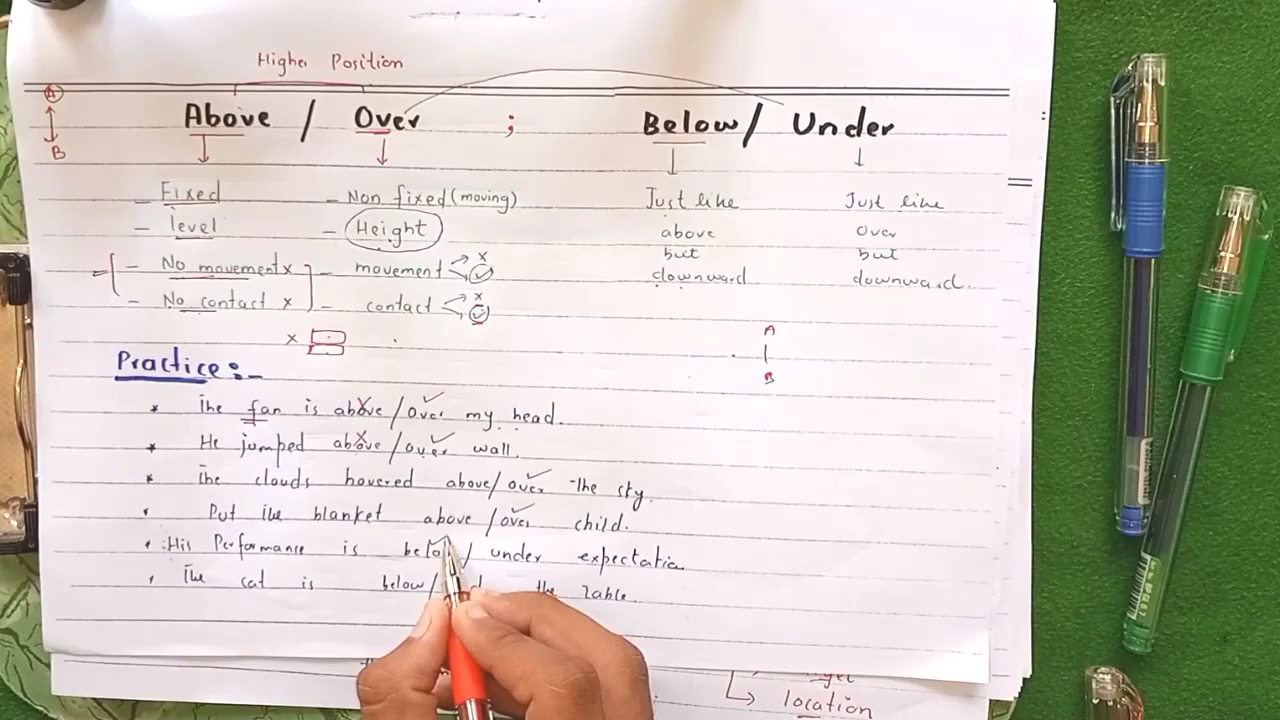 Higher Position
A
B
Above / Over ; Below / Under
- Fixed - Non fixed (moving) Just like Just like
- level - Height above over
but but
- No movement x - movement x ✓ downward downward.
- No contact x - contact x ✓
x
A
B
Practice:-
* The fan is above / over ✓ my head.
* He jumped above / over ✓ wall.
* The clouds hovered above / over ✓ the sky.
* Put the blanket above / over ✓ child.
* His Performance is below / under
* The cat is below / the table.
location